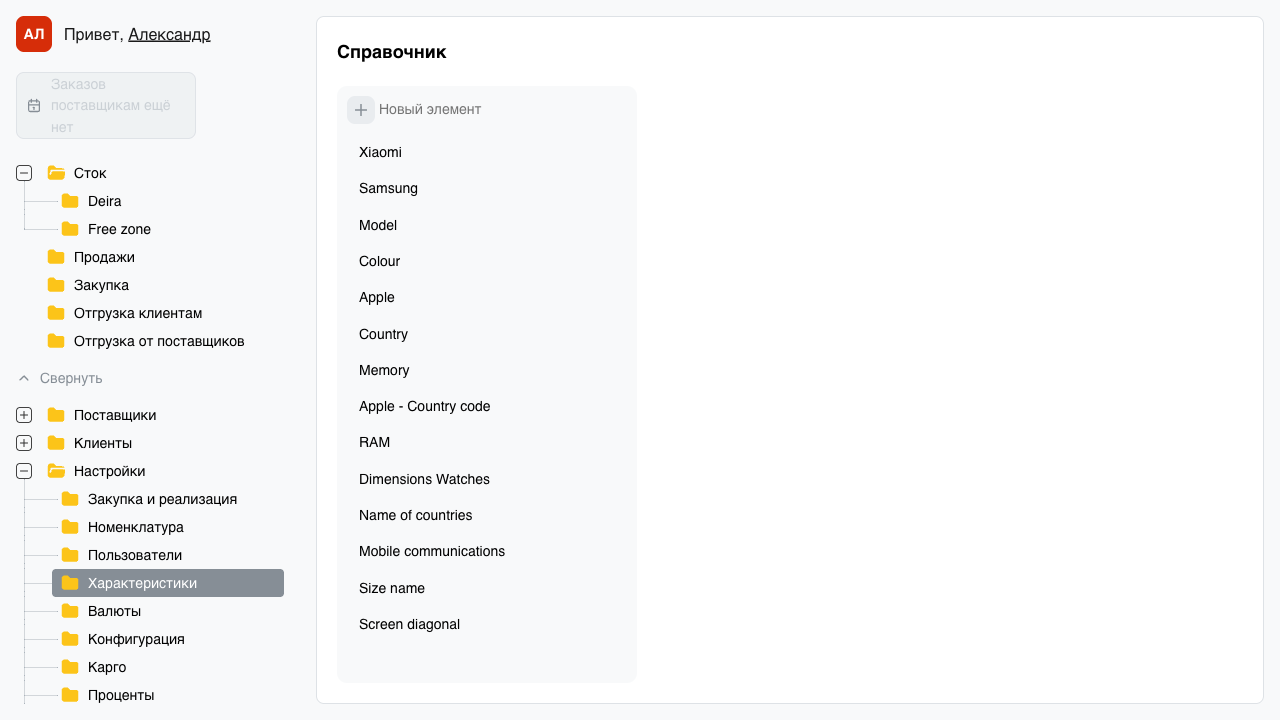 АЛ
Привет, Александр
Заказов
поставщикам ещё
нет
Сток
Deira
Free zone
Продажи
Закупка
Отгрузка клиентам
Отгрузка от поставщиков
Свернуть
Поставщики
Клиенты
Настройки
Закупка и реализация
Номенклатура
Пользователи
Характеристики
Валюты
Конфигурация
Карго
Проценты
Справочник
Новый элемент
Xiaomi
Samsung
Model
Colour
Apple
Country
Memory
Apple - Country code
RAM
Dimensions Watches
Name of countries
Mobile communications
Size name
Screen diagonal